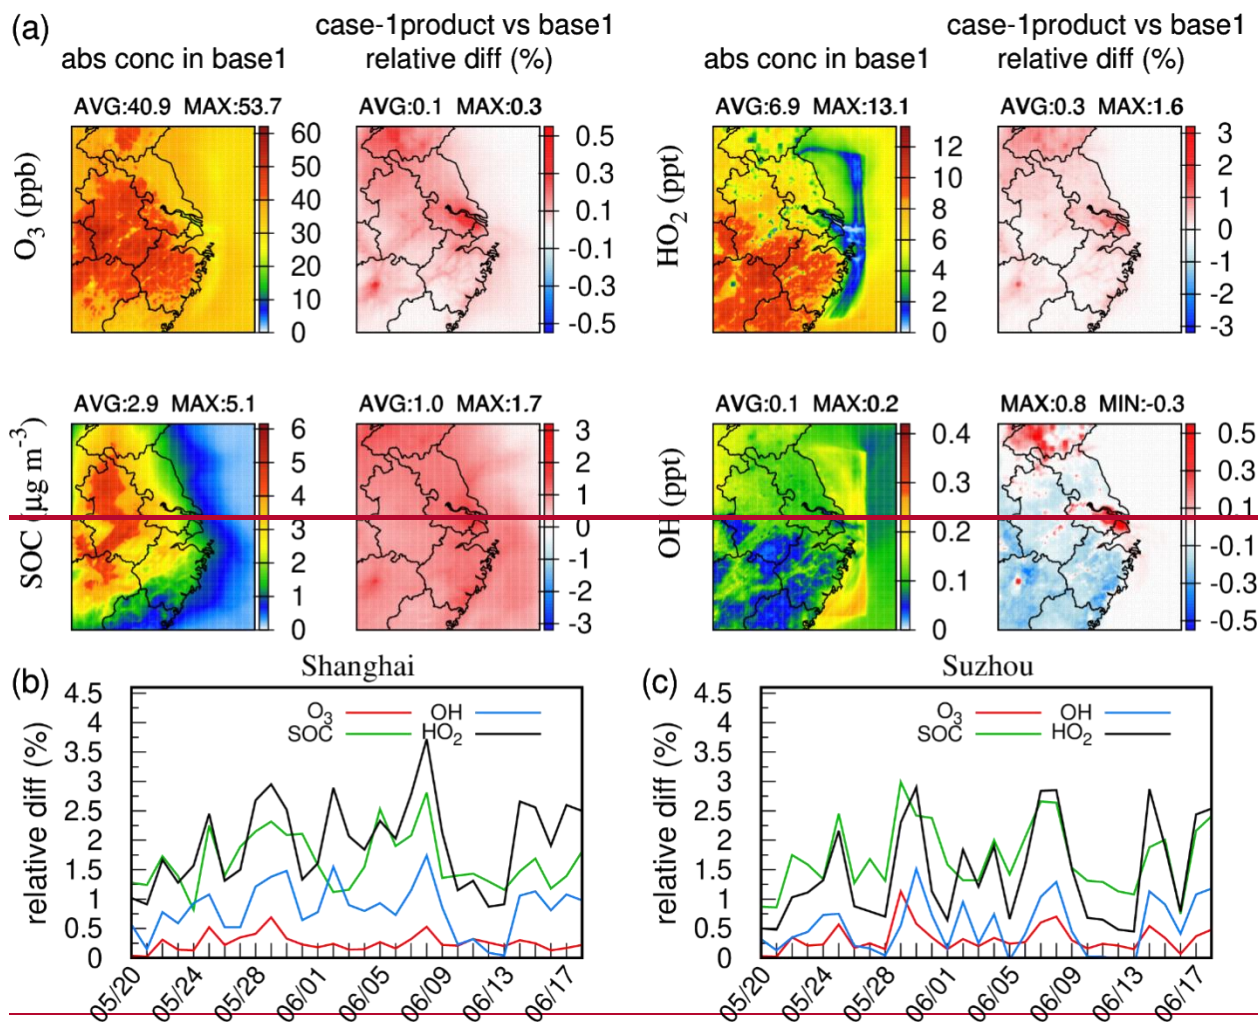 (a)
abs conc in base1
case-1product vs base1
relative diff (%)
abs conc in base1
case-1product vs base1
relative diff (%)
AVG:40.9 MAX:53.7
AVG:0.1 MAX:0.3
AVG:6.9 MAX:13.1
AVG:0.3 MAX:1.6
O₃ (ppb)
60
50
40
30
20
10
0
0.5
0.3
0.1
-0.1
-0.3
-0.5
HO₂ (ppt)
12
10
8
6
4
2
0
3
2
1
0
-1
-2
-3
AVG:2.9 MAX:5.1
AVG:1.0 MAX:1.7
AVG:0.1 MAX:0.2
MAX:0.8 MIN:-0.3
SOC (µg m⁻³)
6
5
4
3
2
1
0
3
2
1
0
-1
-2
-3
OH (ppt)
0.4
0.3
0.2
0.1
0
0.5
0.3
0.1
-0.1
-0.3
-0.5
(b)
Shanghai
relative diff (%)
4.5
4
3.5
3
2.5
2
1.5
1
0.5
0
O₃
OH
SOC
HO₂
05/20
05/24
05/28
06/01
06/05
06/09
06/13
06/17
(c)
Suzhou
relative diff (%)
4.5
4
3.5
3
2.5
2
1.5
1
0.5
0
O₃
OH
SOC
HO₂
05/20
05/24
05/28
06/01
06/05
06/09
06/13
06/17